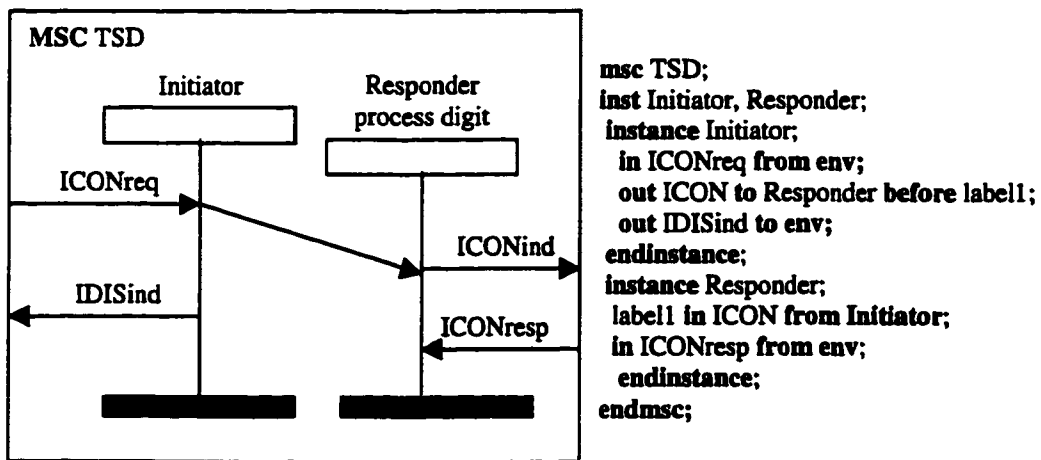 MSC TSD
Initiator
Responder
process digit
ICONreq
ICONind
IDISind
ICONresp
msc TSD;
inst Initiator, Responder;
instance Initiator;
in ICONreq from env;
out ICON to Responder before label1;
out IDISind to env;
endinstance;
instance Responder;
label1 in ICON from Initiator;
in ICONresp from env;
endinstance;
endmsc;